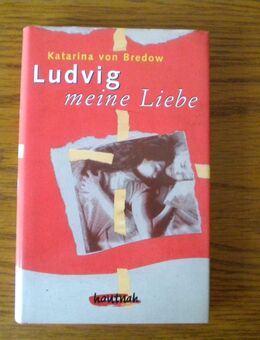 Katarina von Bredow
Ludvig
meine Liebe
hautnah